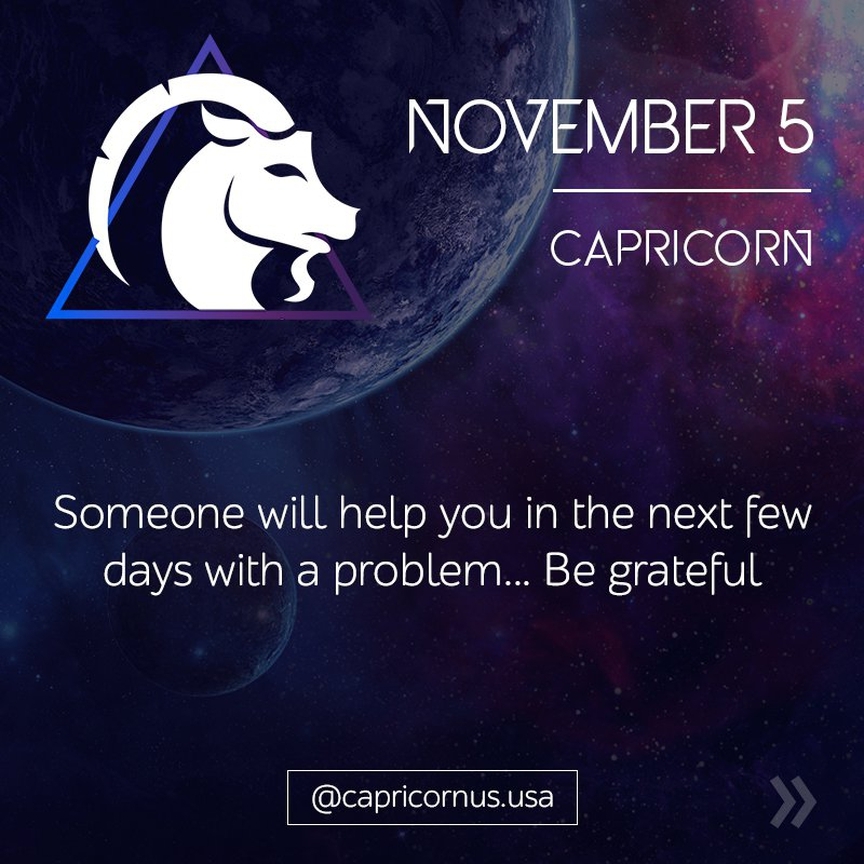 NOVEMBER 5
CAPRICORN
Someone will help you in the next few
days with a problem... Be grateful
@capricornus.usa